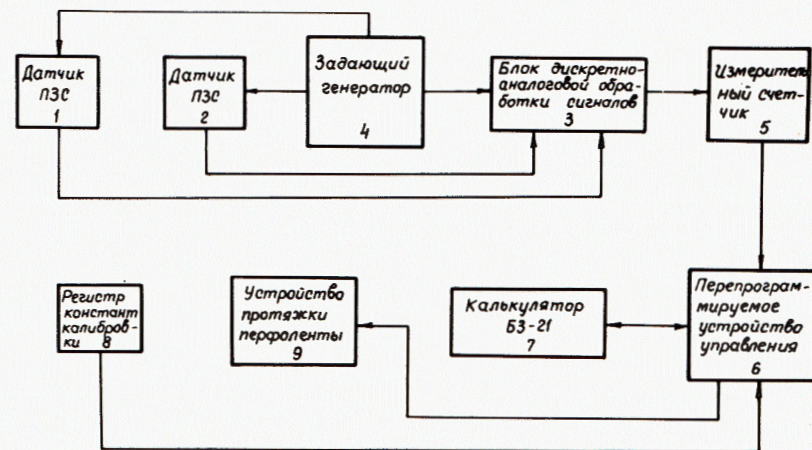 Датчик
ПЗС
1
Датчик
ПЗС
2
Задающий
генератор
4
Блок дискретно-
аналоговой обра-
ботки сигналов
3
Измеритель
ный счет-
чик
5
Регистр
констант
калибров-
ки 8
Устройство
протяжки
перфоленты
9
Калькулятор
БЗ-21
7
Перепрограм-
мируемое
устройство
управления
6